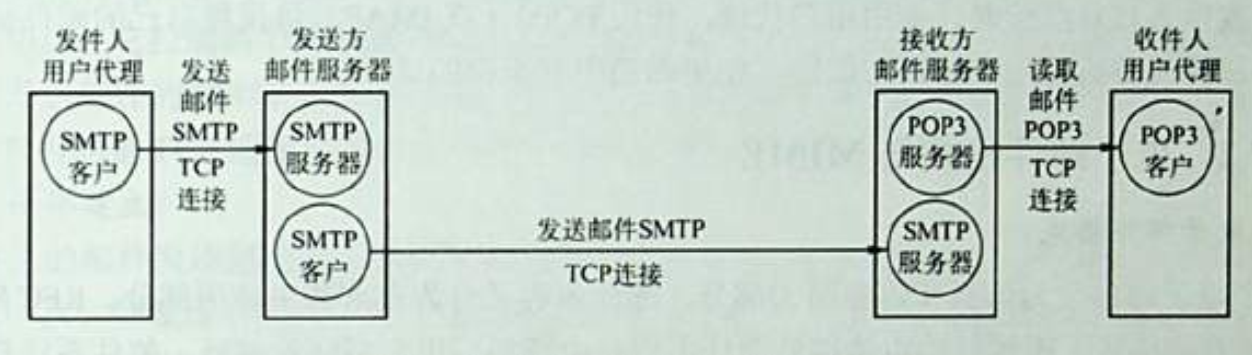 发件人
用户代理
发送
邮件
SMTP
TCP
连接
发送方
邮件服务器
接收方
邮件服务器
读取
邮件
POP3
TCP
连接
收件人
用户代理
SMTP
客户
SMTP
服务器
POP3
服务器
POP3
客户
SMTP
客户
发送邮件SMTP
TCP连接
SMTP
服务器
MIME